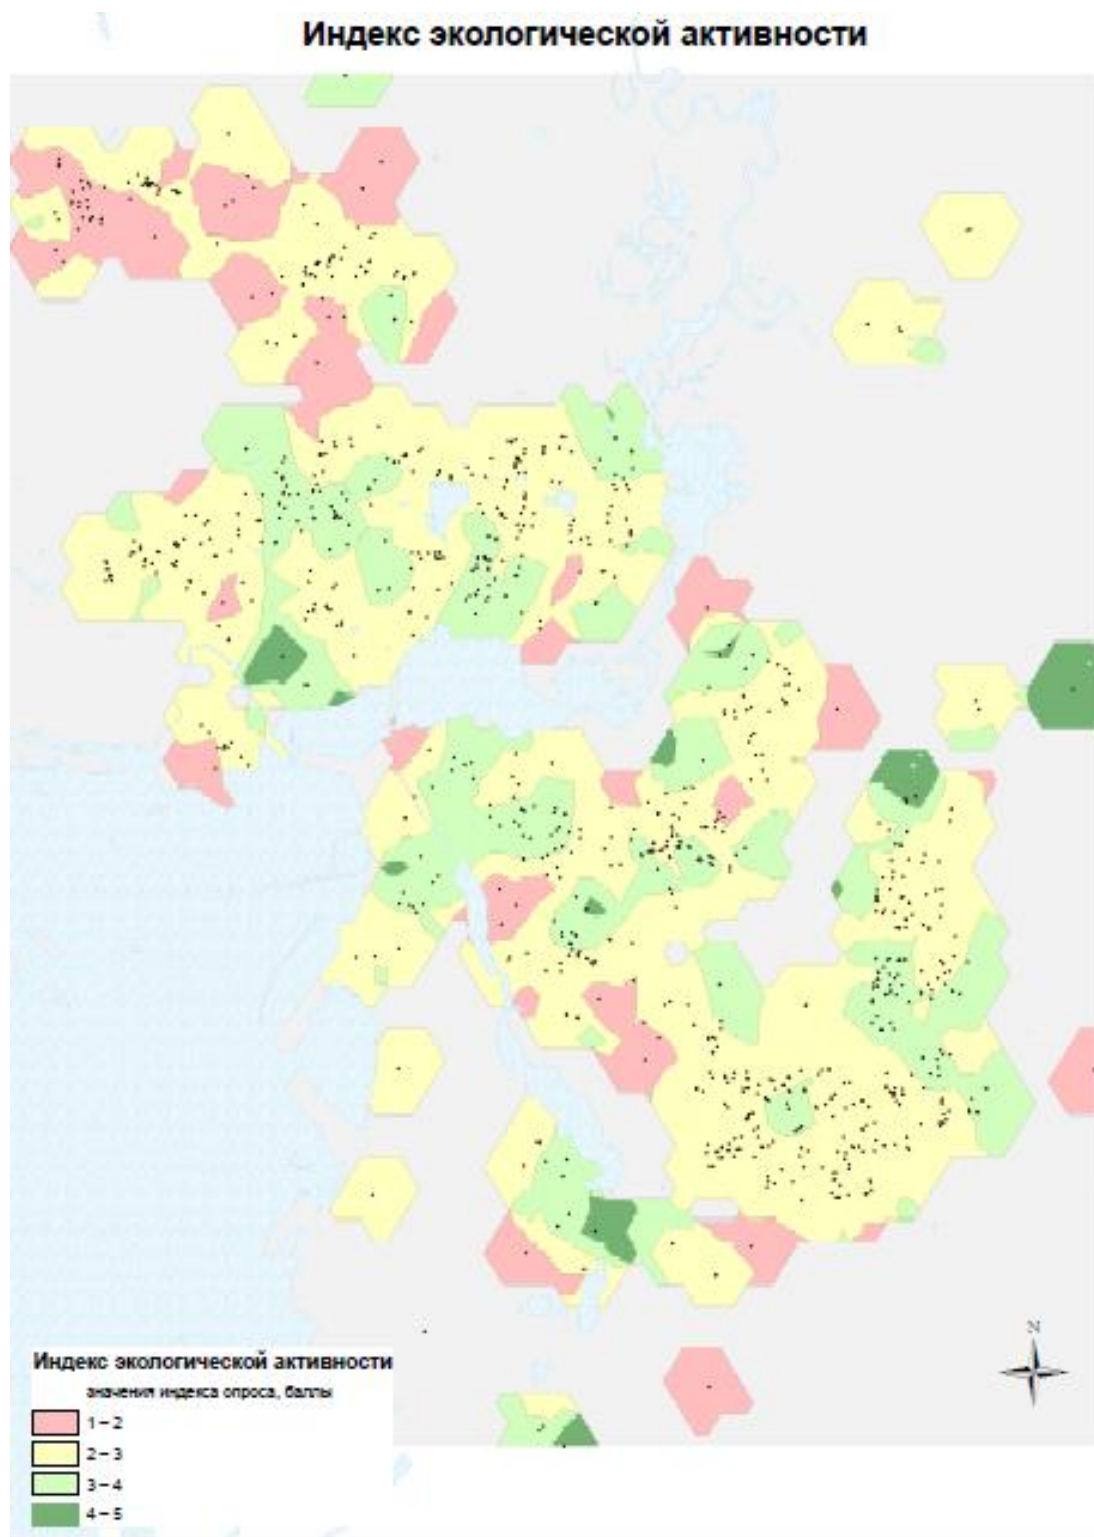 Индекс экологической активности
N
Индекс экологической активности
значения индекса опроса, баллы
1 – 2
2 – 3
3 – 4
4 – 5